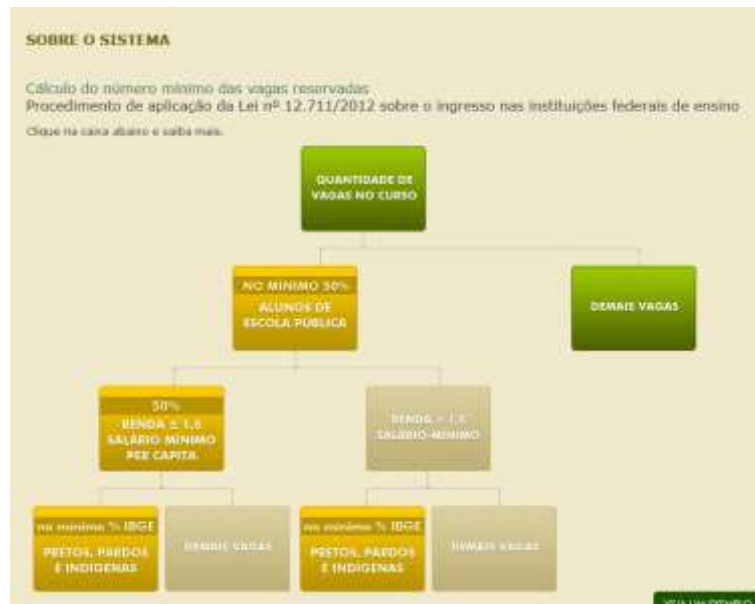 SOBRE O SISTEMA
Cálculo do número mínimo das vagas reservadas
Procedimento de aplicação da Lei nº 12.711/2012 sobre o ingresso nas instituições federais de ensino
Clique na caixa abaixo e saiba mais.
QUANTIDADE DE
VAGAS NO CURSO
NO MÍNIMO 50%
ALUNOS DE
ESCOLA PÚBLICA
DEMAIS VAGAS
50%
RENDA ≤ 1,5
SALÁRIO-MÍNIMO
PER CAPITA
RENDA > 1,5
SALÁRIO-MÍNIMO
no mínimo % IBGE
PRETOS, PARDOS
E INDÍGENAS
DEMAIS VAGAS
no mínimo % IBGE
PRETOS, PARDOS
E INDÍGENAS
DEMAIS VAGAS
VEJA UM EXEMPLO